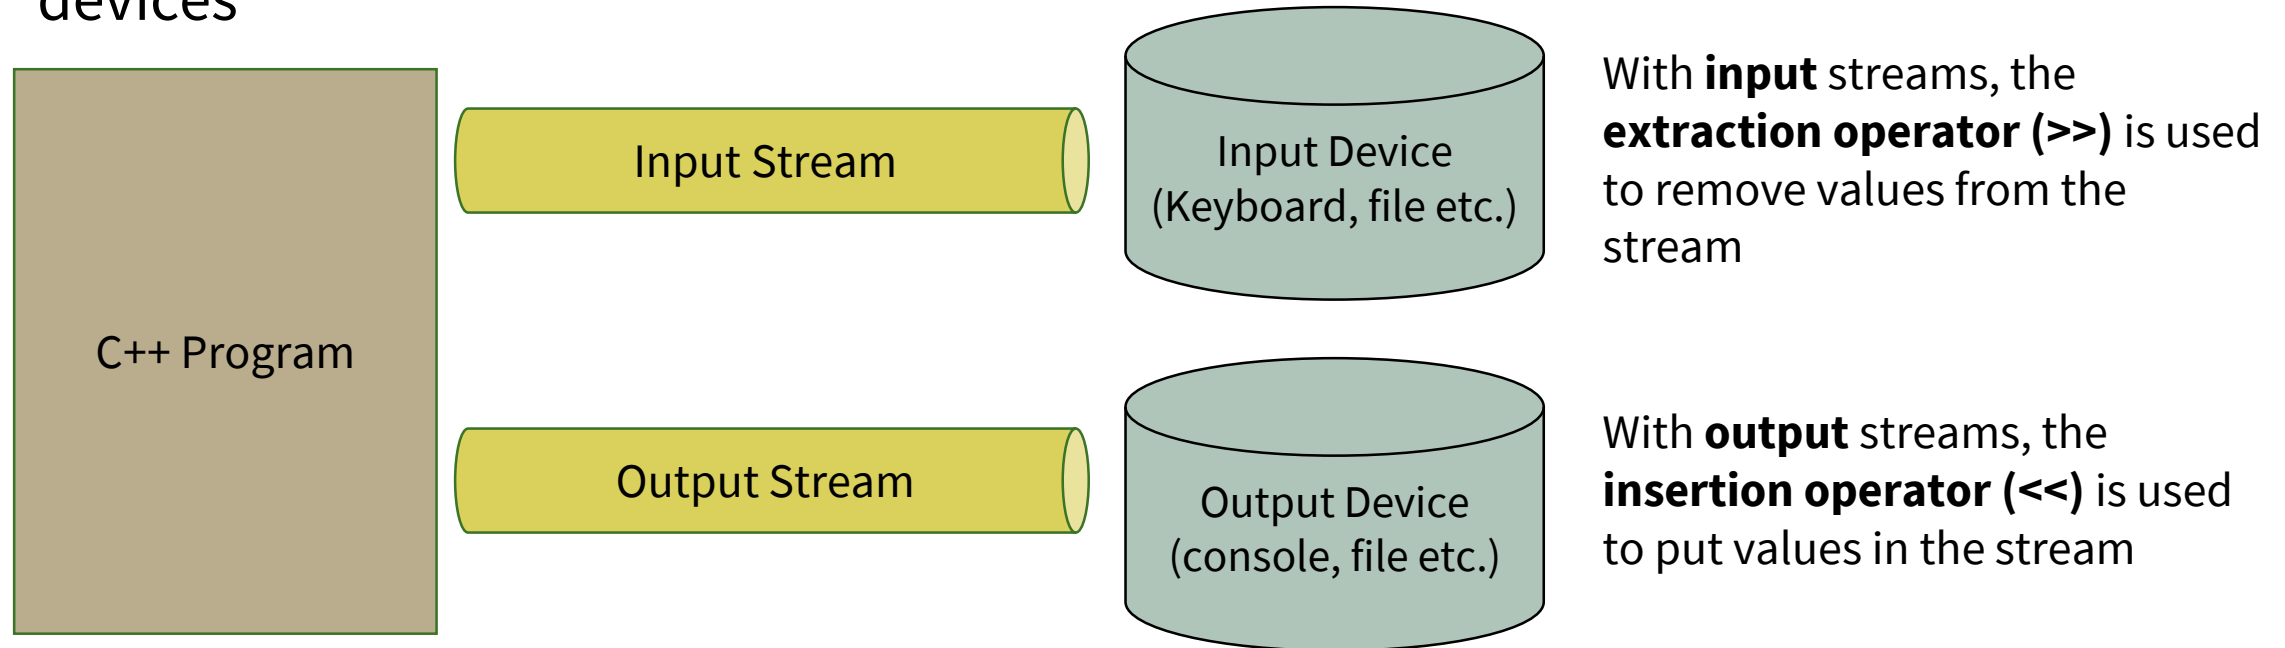 devices
C++ Program
Input Stream
Input Device
(Keyboard, file etc.)
With input streams, the
extraction operator (>>) is used
to remove values from the
stream
Output Stream
Output Device
(console, file etc.)
With output streams, the
insertion operator (<<) is used
to put values in the stream